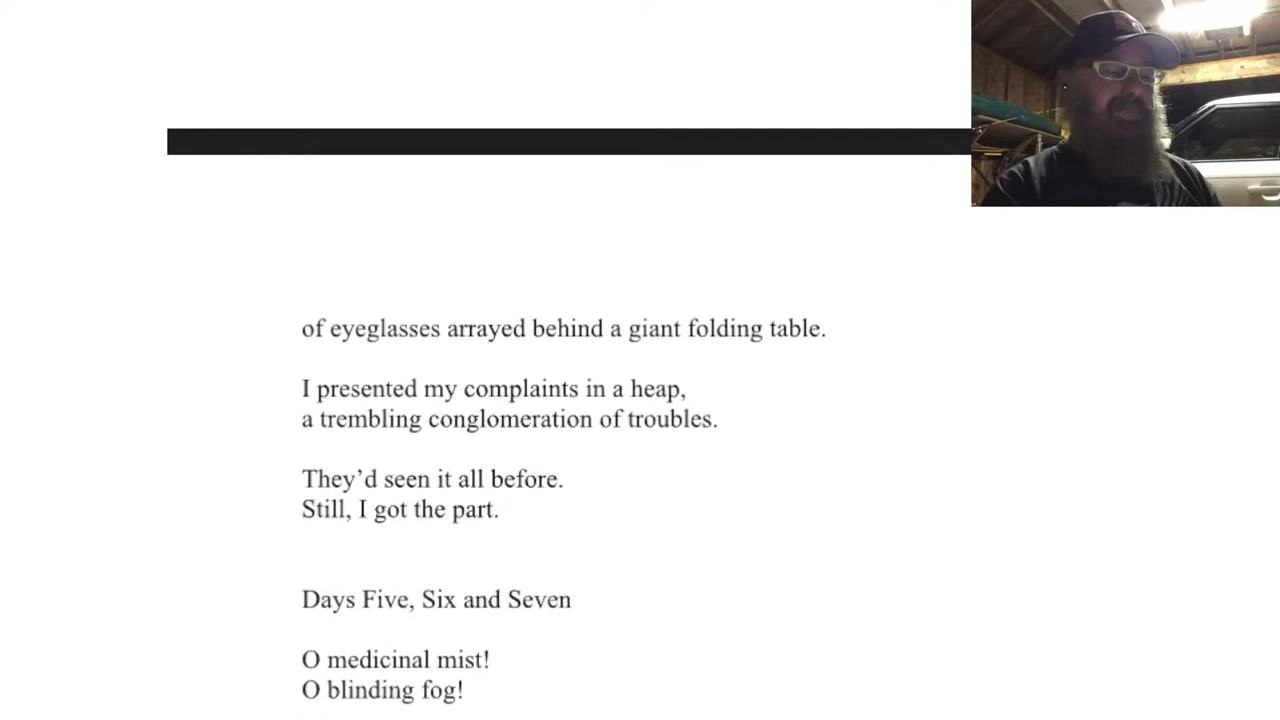 of eyeglasses arrayed behind a giant folding table.
I presented my complaints in a heap,
a trembling conglomeration of troubles.
They’d seen it all before.
Still, I got the part.
Days Five, Six and Seven
O medicinal mist!
O blinding fog!